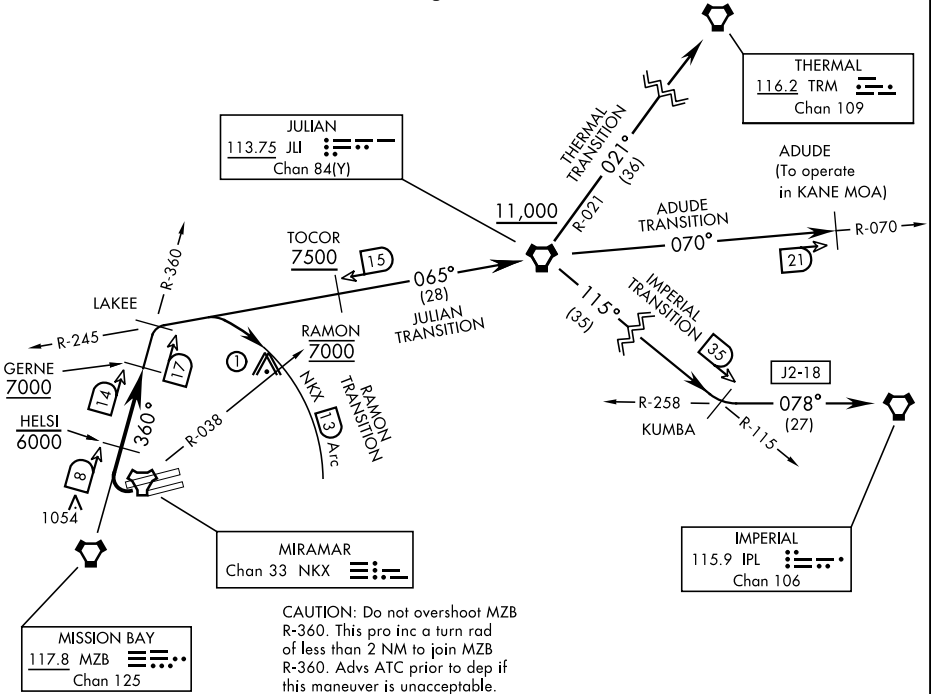 THERMAL
116.2 TRM
Chan 109
JULIAN
113.75 JLI
Chan 84(Y)
THERMAL
TRANSITION
021°
(36)
R-021
ADUDE
(To operate
in KANE MOA)
11,000
ADUDE
TRANSITION
070°
R-070
21
TOCOR
7500
15
065°
(28)
JULIAN
TRANSITION
R-360
LAKEE
R-245
17
GERNE
7000
14
HELSI
6000
360°
8
1054
1
RAMON
7000
RAMON
TRANSITION
NKX 13 Arc
R-038
115°
(35)
IMPERIAL
TRANSITION
35
J2-18
R-258
078°
(27)
KUMBA
R-115
MIRAMAR
Chan 33 NKX
IMPERIAL
115.9 IPL
Chan 106
MISSION BAY
117.8 MZB
Chan 125
CAUTION: Do not overshoot MZB
R-360. This pro inc a turn rad
of less than 2 NM to join MZB
R-360. Advs ATC prior to dep if
this maneuver is unacceptable.